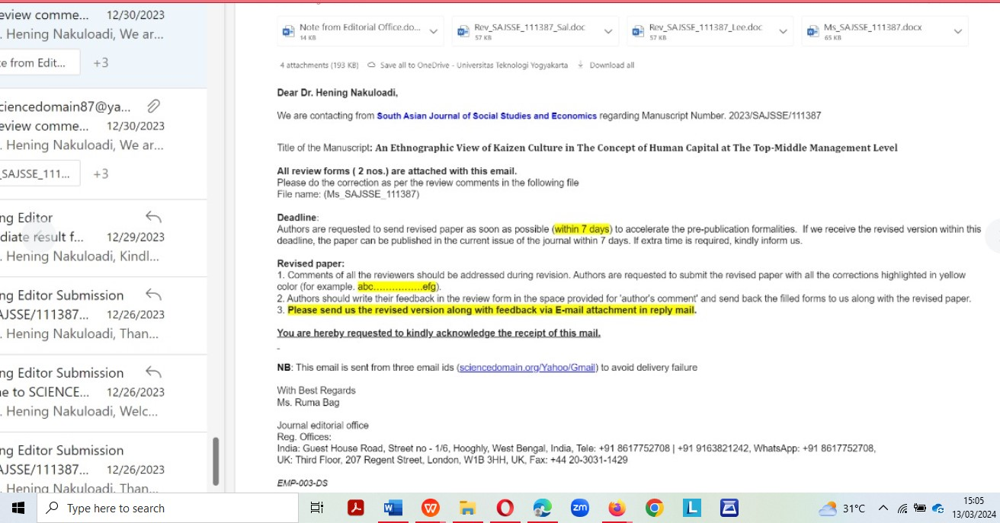 eview comme... 12/30/2023
. Hening Nakuloadi, We ar...
te from Edit... +3
ciencedomain87@ya...
eview comme... 12/30/2023
. Hening Nakuloadi, We ar...
_SAJSSE_111... +3
ng Editor
diate result f... 12/29/2023
. Hening Nakuloadi, Kindl...
ng Editor Submission
AJSSE/111387... 12/26/2023
. Hening Nakuloadi, Than...
ng Editor Submission
ne to SCIENCE... 12/26/2023
. Hening Nakuloadi, Welc...
ng Editor Submission
AJSSE/111387... 12/26/2023
. Hening Nakuloadi, Than...
Note from Editorial Office.do...
14 KB
Rev_SAJSSE_111387_Sal.doc
57 KB
Rev_SAJSSE_111387_Lee.doc
57 KB
Ms_SAJSSE_111387.docx
65 KB
4 attachments (193 KB) Save all to OneDrive - Universitas Teknologi Yogyakarta Download all
Dear Dr. Hening Nakuloadi,
We are contacting from South Asian Journal of Social Studies and Economics regarding Manuscript Number. 2023/SAJSSE/111387
Title of the Manuscript: An Ethnographic View of Kaizen Culture in The Concept of Human Capital at The Top-Middle Management Level
All review forms ( 2 nos.) are attached with this email.
Please do the correction as per the review comments in the following file
File name: (Ms_SAJSSE_111387)
Deadline:
Authors are requested to send revised paper as soon as possible (within 7 days) to accelerate the pre-publication formalities. If we receive the revised version within this
deadline, the paper can be published in the current issue of the journal within 7 days. If extra time is required, kindly inform us.
Revised paper:
1. Comments of all the reviewers should be addressed during revision. Authors are requested to submit the revised paper with all the corrections highlighted in yellow
color (for example. abc................efg).
2. Authors should write their feedback in the review form in the space provided for 'author's comment' and send back the filled forms to us along with the revised paper.
3. Please send us the revised version along with feedback via E-mail attachment in reply mail.
You are hereby requested to kindly acknowledge the receipt of this mail.
NB: This email is sent from three email ids (sciencedomain.org/Yahoo/Gmail) to avoid delivery failure
With Best Regards
Ms. Ruma Bag
Journal editorial office
Reg. Offices:
India: Guest House Road, Street no - 1/6, Hooghly, West Bengal, India, Tele: +91 8617752708 | +91 9163821242, WhatsApp: +91 8617752708,
UK: Third Floor, 207 Regent Street, London, W1B 3HH, UK, Fax: +44 20-3031-1429
EMP-003-DS
Type here to search
W
W
zm
L
31°C
15:05
13/03/2024